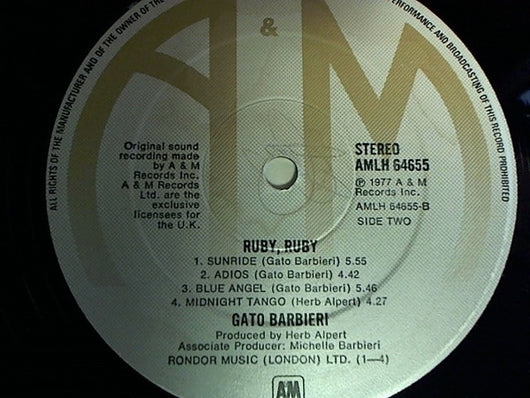 ALL RIGHTS OF THE MANUFACTURER AND OF THE OWNER OF THE
PERFORMANCE AND BROADCASTING OF THIS RECORD PROHIBITED
A & M
Original sound
recording made
by A & M
Records Inc.
A & M Records
Ltd. are the
exclusive
licensees for
the U.K.
STEREO
AMLH 64655
℗ 1977 A & M
Records Inc.
AMLH 64655-B
SIDE TWO
RUBY, RUBY
1. SUNRIDE (Gato Barbieri) 5.55
2. ADIOS (Gato Barbieri) 4.42
3. BLUE ANGEL (Gato Barbieri) 5.46
4. MIDNIGHT TANGO (Herb Alpert) 4.27
GATO BARBIERI
Produced by Herb Alpert
Associate Producer: Michelle Barbieri
RONDOR MUSIC (LONDON) LTD. (1—4)
A&M